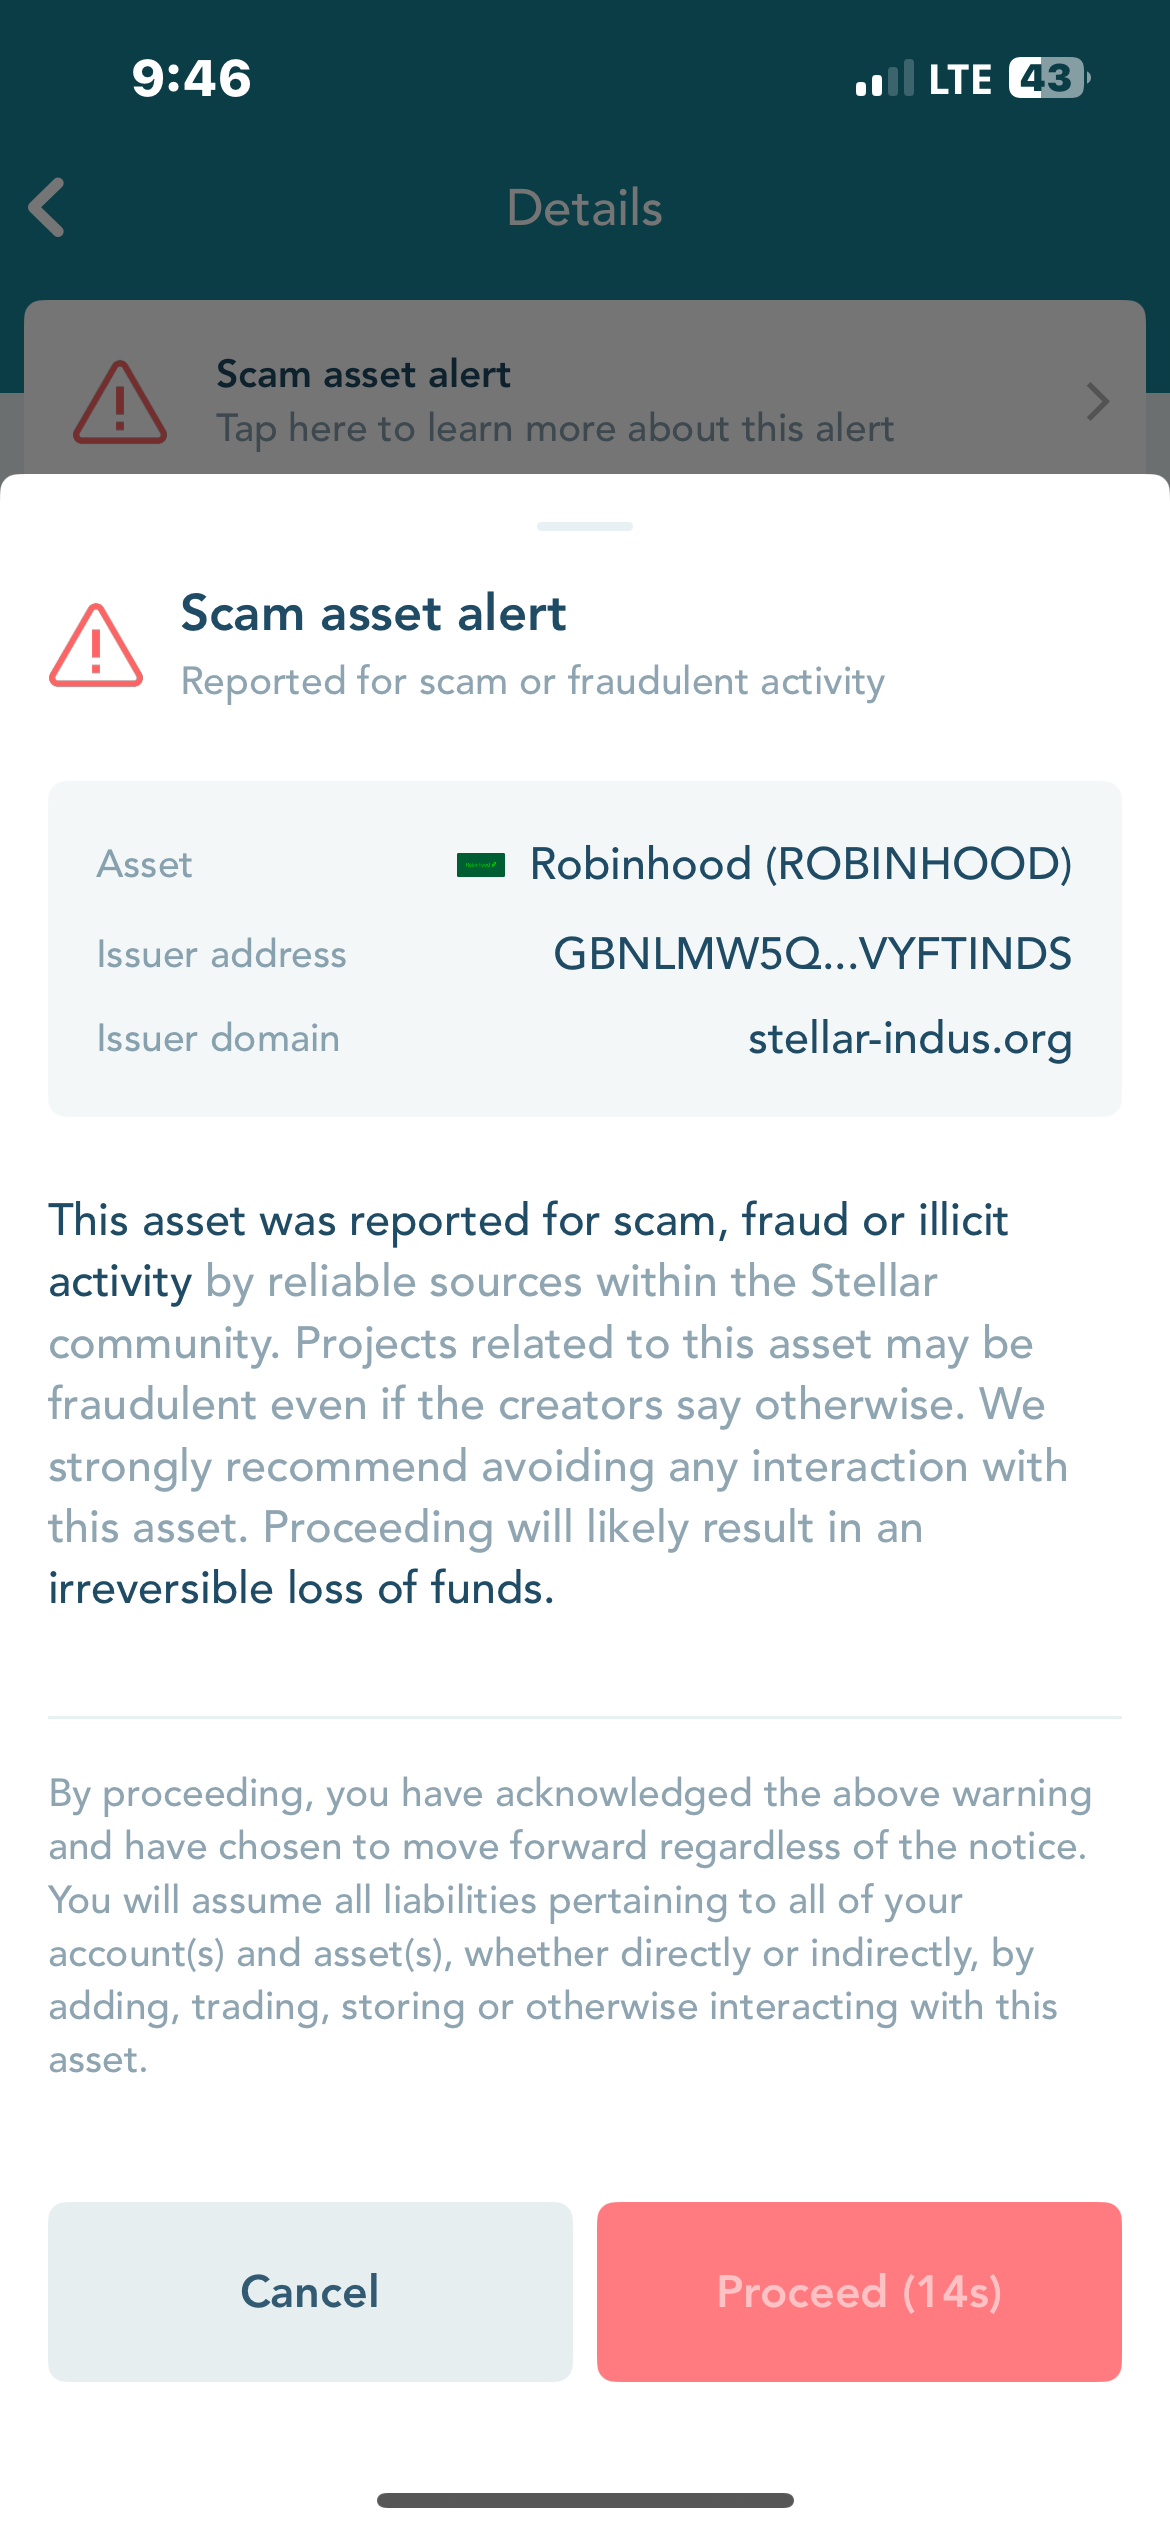 9:46
LTE 43
Details
Scam asset alert
Tap here to learn more about this alert
Scam asset alert
Reported for scam or fraudulent activity
Asset Robinhood Robinhood (ROBINHOOD)
Issuer address GBNLMW5Q...VYFTINDS
Issuer domain stellar-indus.org
This asset was reported for scam, fraud or illicit
activity by reliable sources within the Stellar
community. Projects related to this asset may be
fraudulent even if the creators say otherwise. We
strongly recommend avoiding any interaction with
this asset. Proceeding will likely result in an
irreversible loss of funds.
By proceeding, you have acknowledged the above warning
and have chosen to move forward regardless of the notice.
You will assume all liabilities pertaining to all of your
account(s) and asset(s), whether directly or indirectly, by
adding, trading, storing or otherwise interacting with this
asset.
Cancel
Proceed (14s)